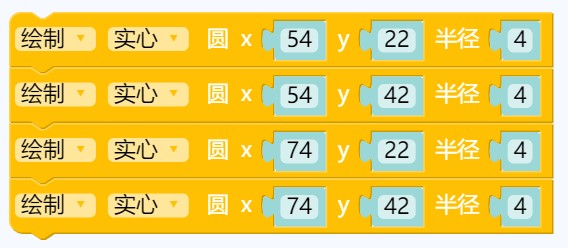 绘制 实心 圆 x 54 y 22 半径 4
绘制 实心 圆 x 54 y 42 半径 4
绘制 实心 圆 x 74 y 22 半径 4
绘制 实心 圆 x 74 y 42 半径 4